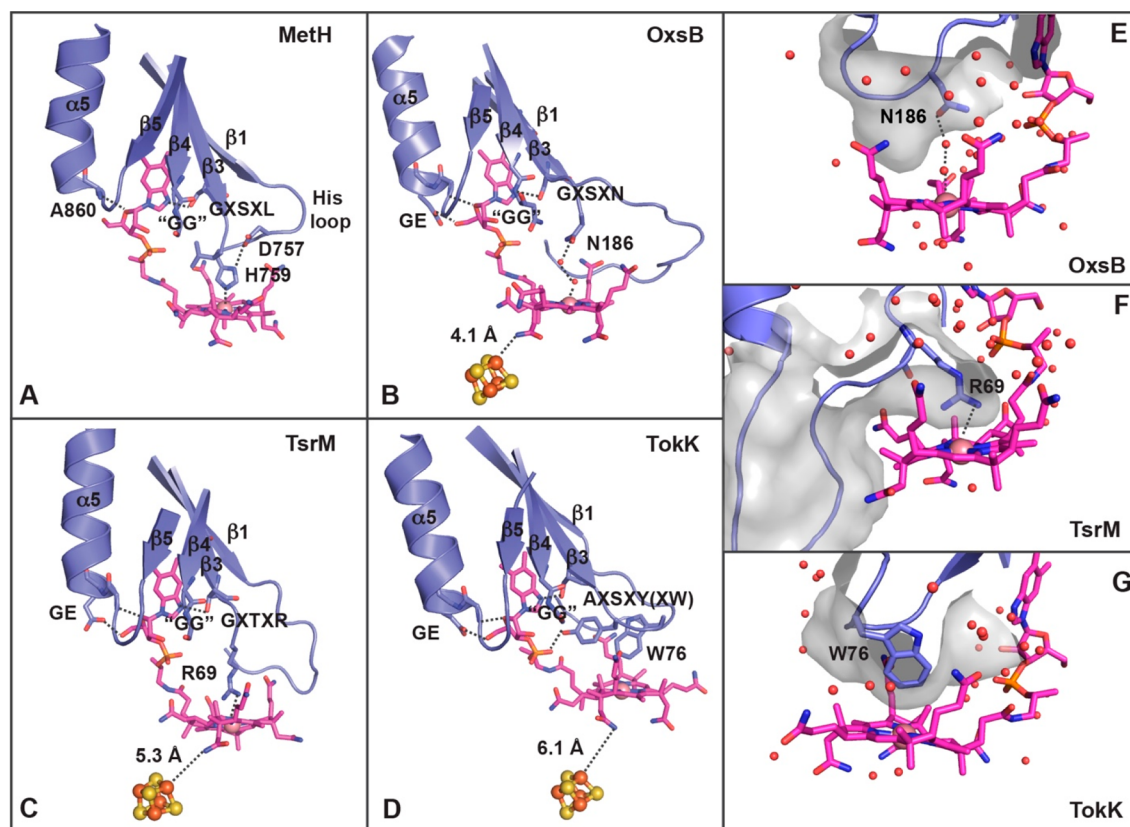 MetH
α5
β5
β4
β3
β1
A860
"GG"
GXSXL
His
loop
D757
H759
A
OxsB
α5
β5
β4
β3
β1
GXSXN
GE
"GG"
N186
4.1 Å
B
TsrM
α5
β5
β4
β3
β1
GE
"GG"
GXTXR
R69
5.3 Å
C
TokK
α5
β5
β4
β3
β1
AXSXY(XW)
GE
"GG"
W76
6.1 Å
D
E
N186
OxsB
F
R69
TsrM
G
W76
TokK